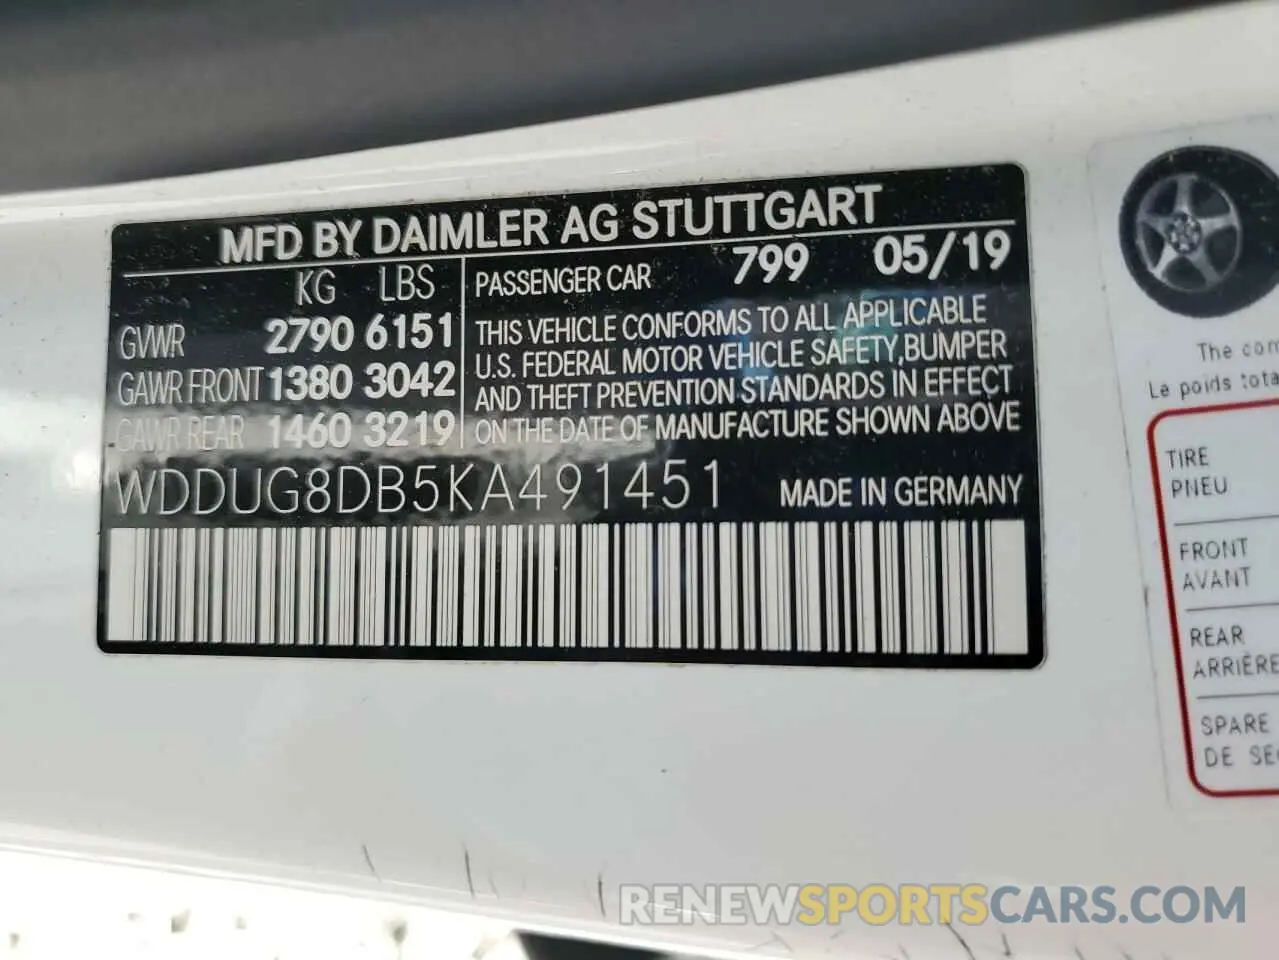 MFD BY DAIMLER AG STUTTGART
KG LBS
GVWR 2790 6151
GAWR FRONT 1380 3042
GAWR REAR 1460 3219
PASSENGER CAR 799 05/19
THIS VEHICLE CONFORMS TO ALL APPLICABLE
U.S. FEDERAL MOTOR VEHICLE SAFETY, BUMPER
AND THEFT PREVENTION STANDARDS IN EFFECT
ON THE DATE OF MANUFACTURE SHOWN ABOVE
WDDUG8DB5KA491451 MADE IN GERMANY
The com
Le poids tota
TIRE
PNEU
FRONT
AVANT
REAR
ARRIÈRE
SPARE
DE SE
RENEWSPORTSCARS.COM